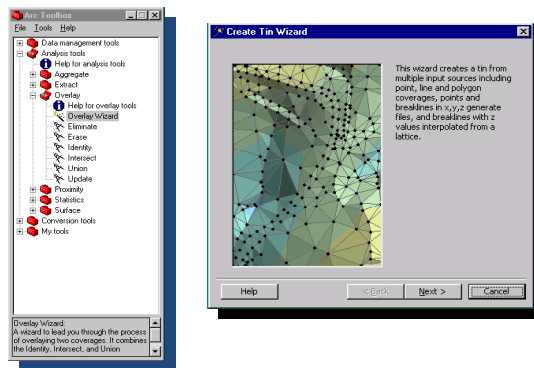 Arc Toolbox
File Tools Help
Data management tools
Analysis tools
Help for analysis tools
Aggregate
Extract
Overlay
Help for overlay tools
Overlay Wizard
Eliminate
Erase
Identity
Intersect
Union
Update
Proximity
Statistics
Surface
Conversion tools
My tools
Overlay Wizard:
A wizard to lead you through the process
of overlaying two coverages. It combines
the Identity, Intersect, and Union
Create Tin Wizard
This wizard creates a tin from
multiple input sources including
point, line and polygon
coverages, points and
breaklines in x,y,z generate
files, and breaklines with z
values interpolated from a
lattice.
Help
< Back
Next >
Cancel